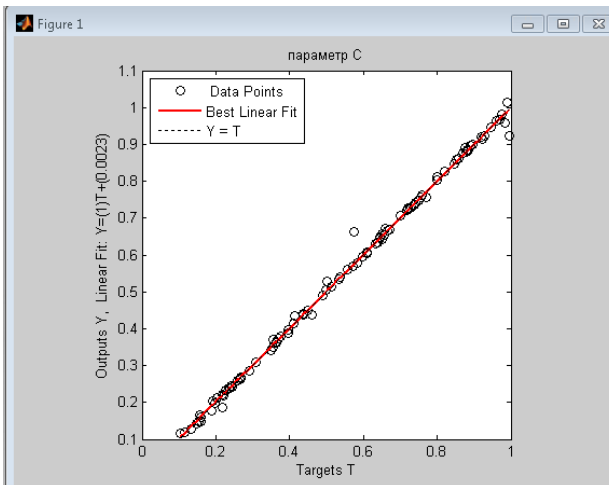 Figure 1
параметр C
1.1
1
0.9
0.8
0.7
0.6
0.5
0.4
0.3
0.2
0.1
Data Points
Best Linear Fit
Y = T
Outputs Y, Linear Fit: Y=(1)T+(0.0023)
0 0.2 0.4 0.6 0.8 1
Targets T